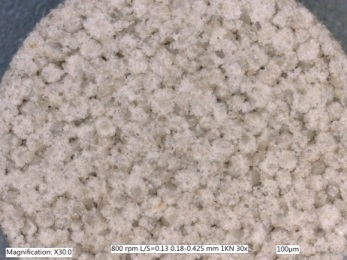 Magnification: X30.0
800 rpm L/S=0.13 0.18-0.425 mm 1KN 30x
100µm